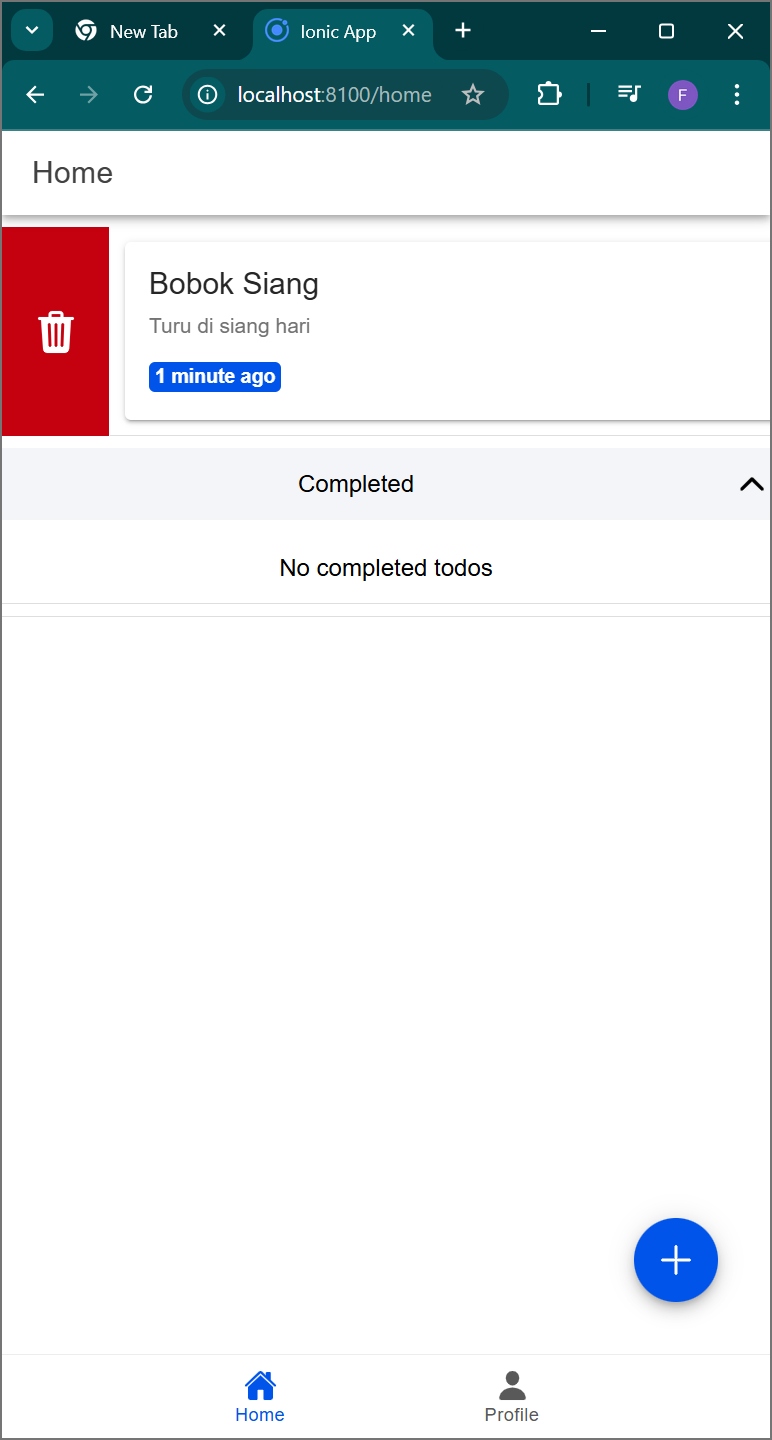 New Tab
Ionic App
localhost:8100/home
F
Home
Bobok Siang
Turu di siang hari
1 minute ago
Completed
No completed todos
Home
Profile